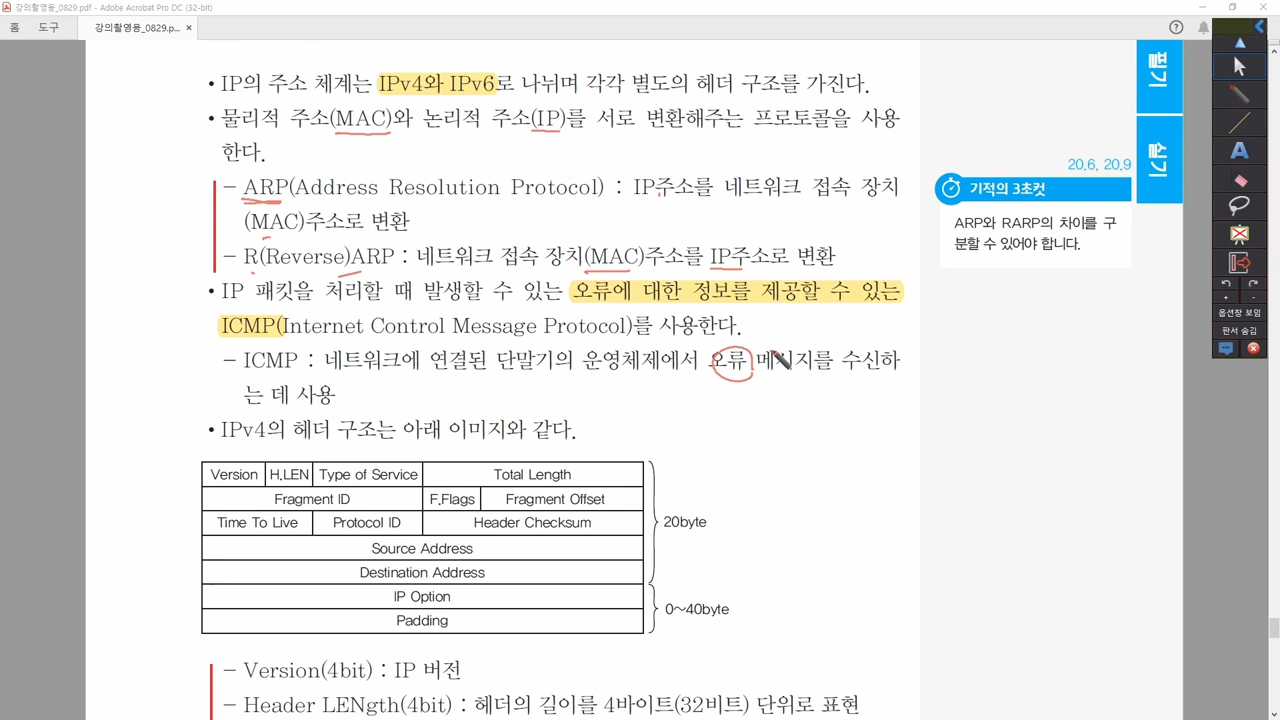 강의촬영용_0829.pdf - Adobe Acrobat Pro DC (32-bit)
홈 도구 강의촬영용_0829.p... ×
• IP의 주소 체계는 IPv4와 IPv6로 나뉘며 각각 별도의 헤더 구조를 가진다.
• 물리적 주소(MAC)와 논리적 주소(IP)를 서로 변환해주는 프로토콜을 사용
한다.
– ARP(Address Resolution Protocol) : IP주소를 네트워크 접속 장치
(MAC)주소로 변환
– R(Reverse)ARP : 네트워크 접속 장치(MAC)주소를 IP주소로 변환
• IP 패킷을 처리할 때 발생할 수 있는 오류에 대한 정보를 제공할 수 있는
ICMP(Internet Control Message Protocol)를 사용한다.
– ICMP : 네트워크에 연결된 단말기의 운영체제에서 오류 메시지를 수신하
는 데 사용
• IPv4의 헤더 구조는 아래 이미지와 같다.
Version H.LEN Type of Service Total Length
Fragment ID F.Flags Fragment Offset
Time To Live Protocol ID Header Checksum
Source Address
Destination Address
20byte
IP Option
Padding
0~40byte
– Version(4bit) : IP 버전
– Header LENgth(4bit) : 헤더의 길이를 4바이트(32비트) 단위로 표현
20.6, 20.9
기적의 3초컷
ARP와 RARP의 차이를 구
분할 수 있어야 합니다.
필기
실기
A
옵션창 보임
판서 숨김